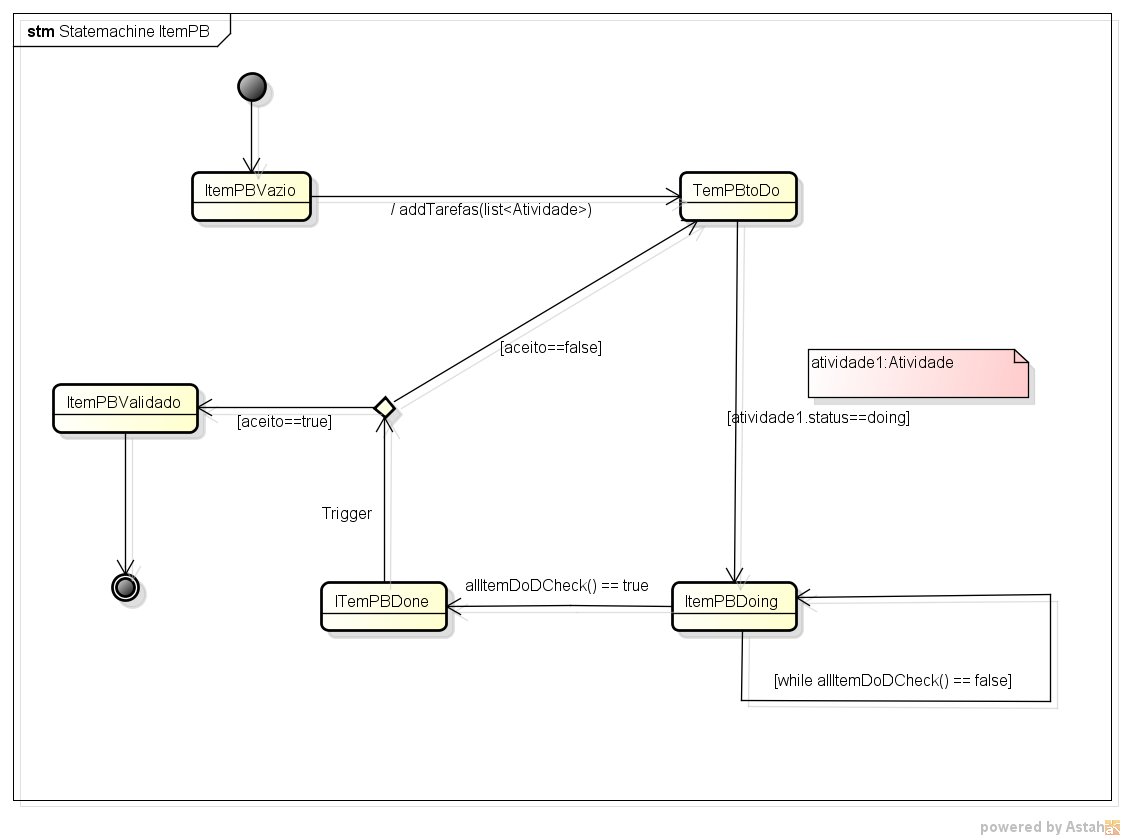 stm Statemachine ItemPB
ItemPBVazio
/ addTarefas(list<Atividade>)
TemPBtoDo
[aceito==false]
atividade1:Atividade
ItemPBValidado
[aceito==true]
[atividade1.status==doing]
Trigger
ITemPBDone
allItemDoDCheck() == true
ItemPBDoing
[while allItemDoDCheck() == false]
powered by Astah